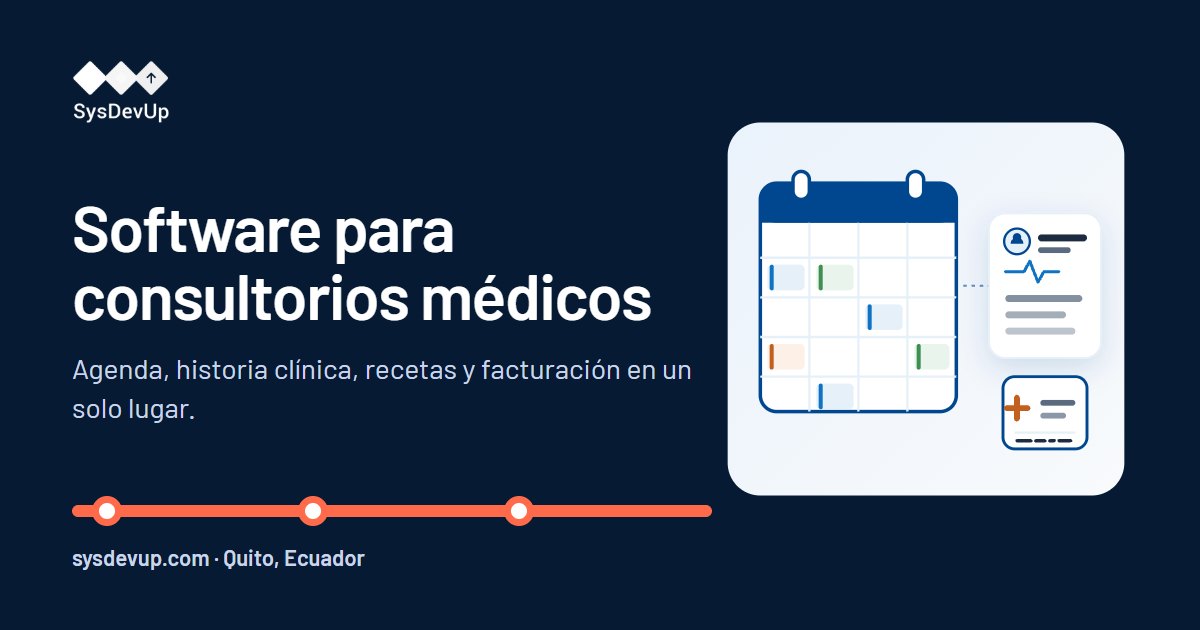 SysDevUp
Software para
consultorios médicos
Agenda, historia clínica, recetas y facturación en un
solo lugar.
sysdevup.com · Quito, Ecuador